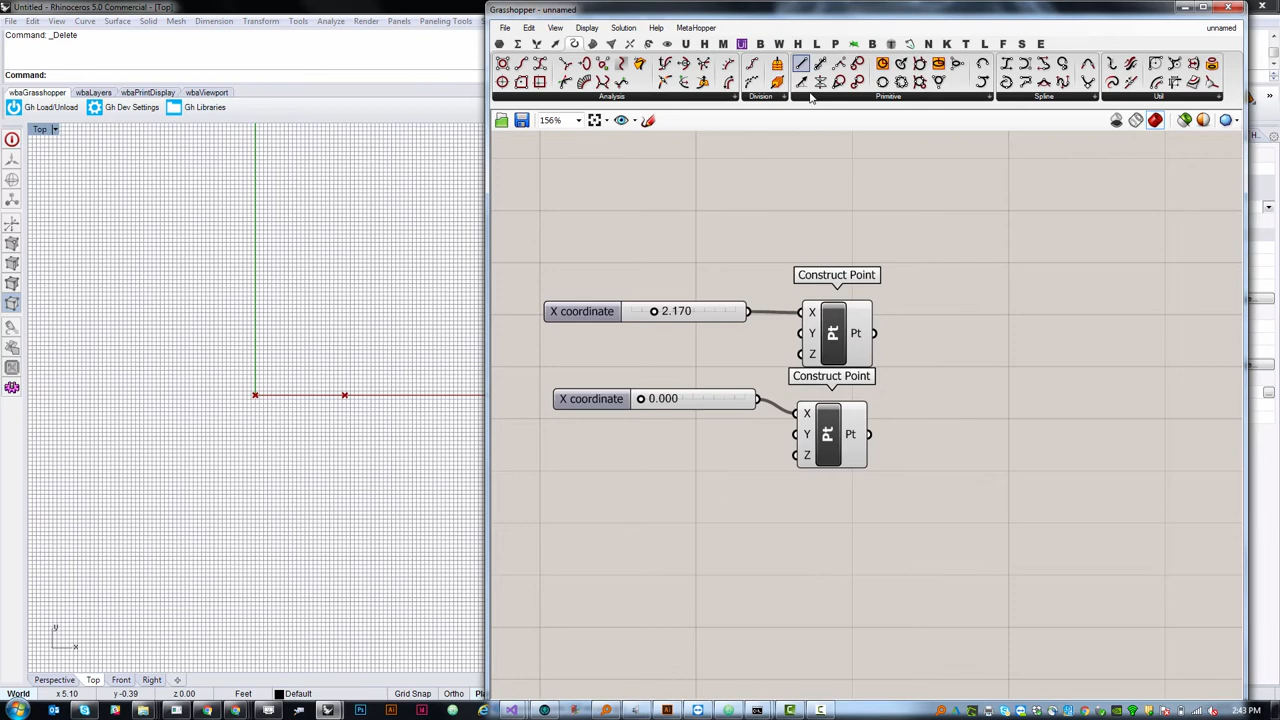 Untitled - Rhinoceros 5.0 Commercial - [Top]
File Edit View Curve Surface Solid Mesh Dimension Transform Tools Analyze Render Panels Paneling Tools
Command: _Delete
Command:
wbaGrasshopper wbaLayers wbaPrintDisplay wbaViewport
Gh Load/Unload Gh Dev Settings Gh Libraries
Top
y
x
Perspective Top Front Right
World x 5.10 y -0.39 z 0.00 Feet Default Grid Snap Ortho
Grasshopper - unnamed
File Edit View Display Solution Help MetaHopper unnamed
U H M U B W H L P B N K T F S E
Analysis Division Primitive Spline Util
156%
Construct Point
X coordinate 2.170
X
Y Pt Pt
Z
Construct Point
X coordinate 0.000
X
Y Pt Pt
Z
2:43 PM